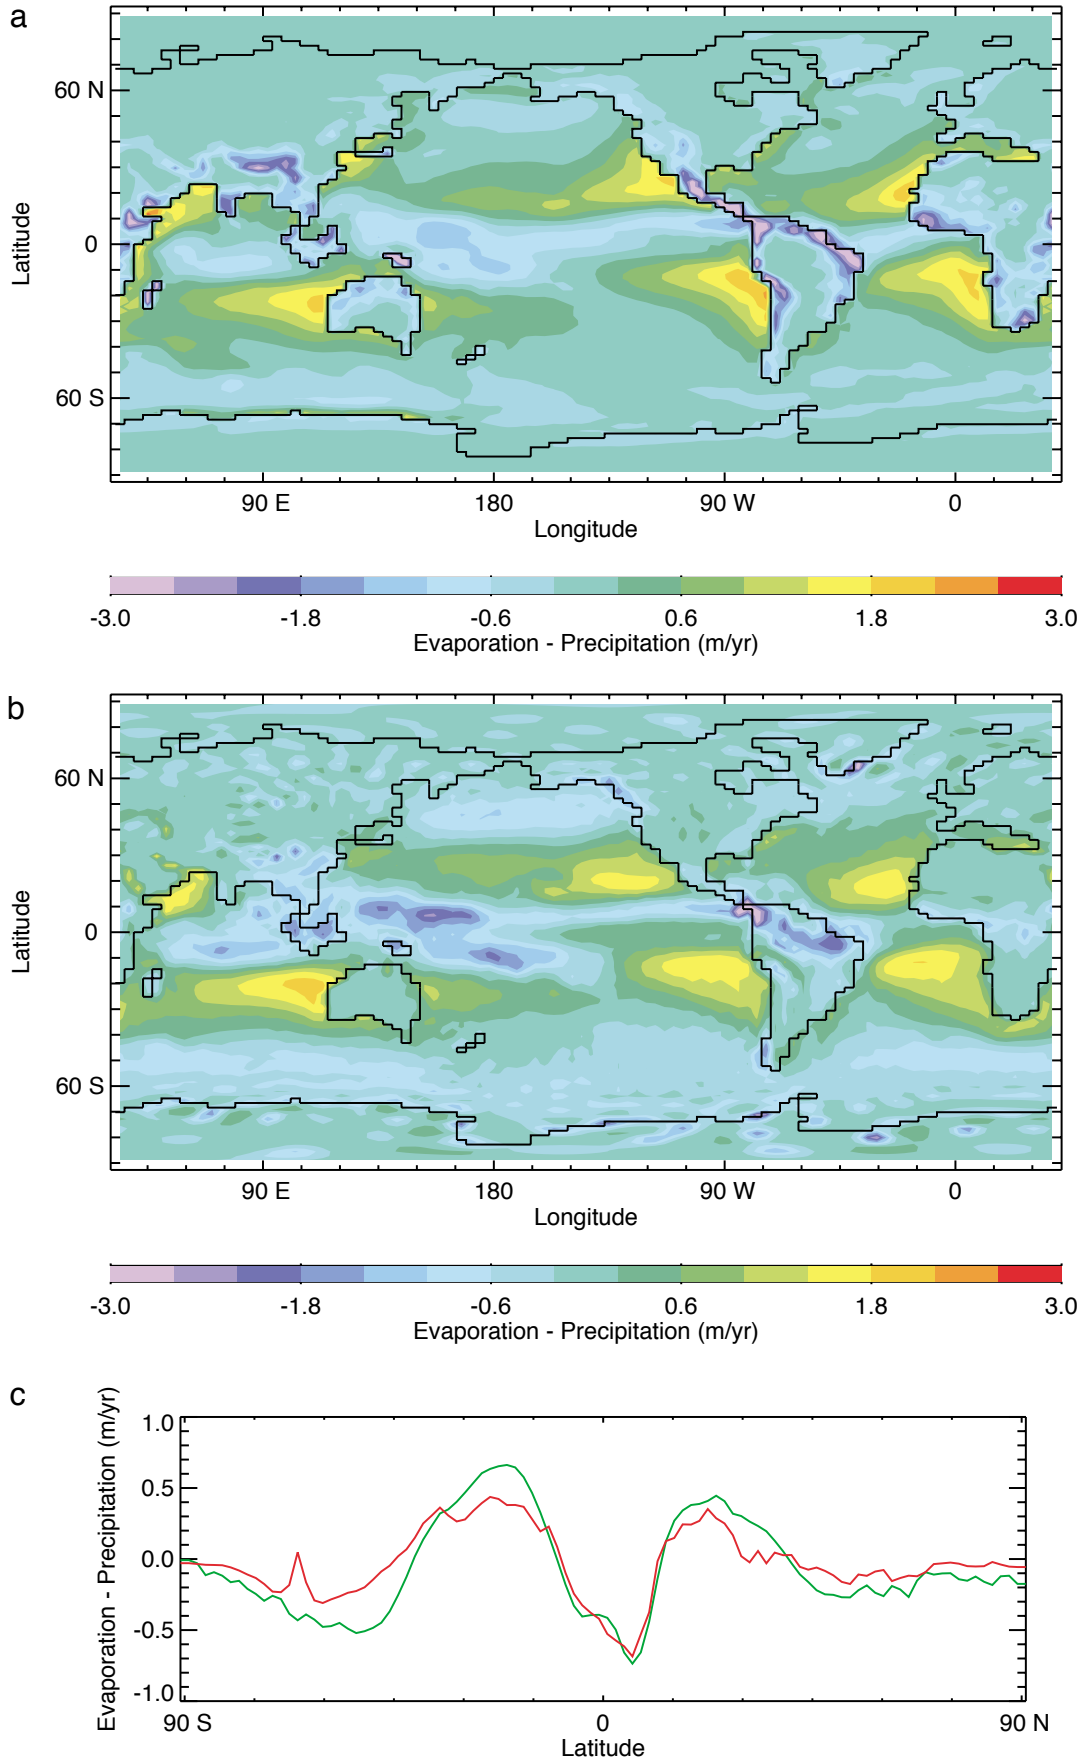 a
60 N
0
60 S
Latitude
90 E 180 90 W 0
Longitude
-3.0 -1.8 -0.6 0.6 1.8 3.0
Evaporation - Precipitation (m/yr)
b
60 N
0
60 S
Latitude
90 E 180 90 W 0
Longitude
-3.0 -1.8 -0.6 0.6 1.8 3.0
Evaporation - Precipitation (m/yr)
c
Evaporation - Precipitation (m/yr)
1.0
0.5
0.0
-0.5
-1.0
90 S 0 90 N
Latitude